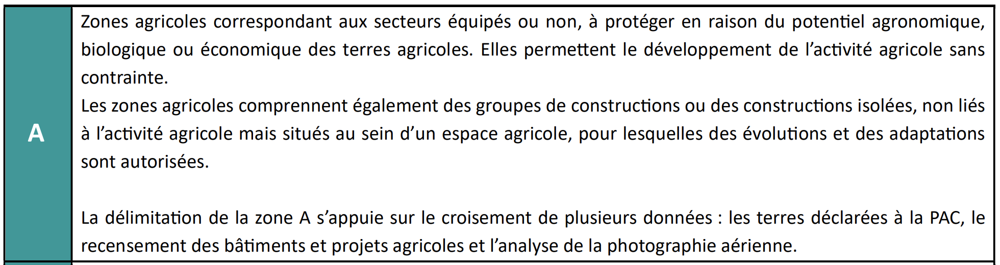 A
Zones agricoles correspondant aux secteurs équipés ou non, à protéger en raison du potentiel agronomique,
biologique ou économique des terres agricoles. Elles permettent le développement de l’activité agricole sans
contrainte.
Les zones agricoles comprennent également des groupes de constructions ou des constructions isolées, non liés
à l’activité agricole mais situés au sein d’un espace agricole, pour lesquelles des évolutions et des adaptations
sont autorisées.
La délimitation de la zone A s’appuie sur le croisement de plusieurs données : les terres déclarées à la PAC, le
recensement des bâtiments et projets agricoles et l’analyse de la photographie aérienne.